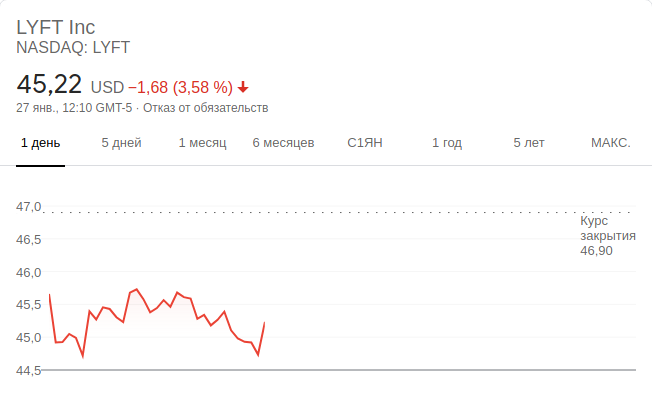 LYFT Inc
NASDAQ: LYFT
45,22 USD −1,68 (3,58 %)
27 янв., 12:10 GMT-5 · Отказ от обязательств
1 день 5 дней 1 месяц 6 месяцев С1ЯН 1 год 5 лет МАКС.
47,0
Курс
закрытия
46,90
46,5
46,0
45,5
45,0
44,5